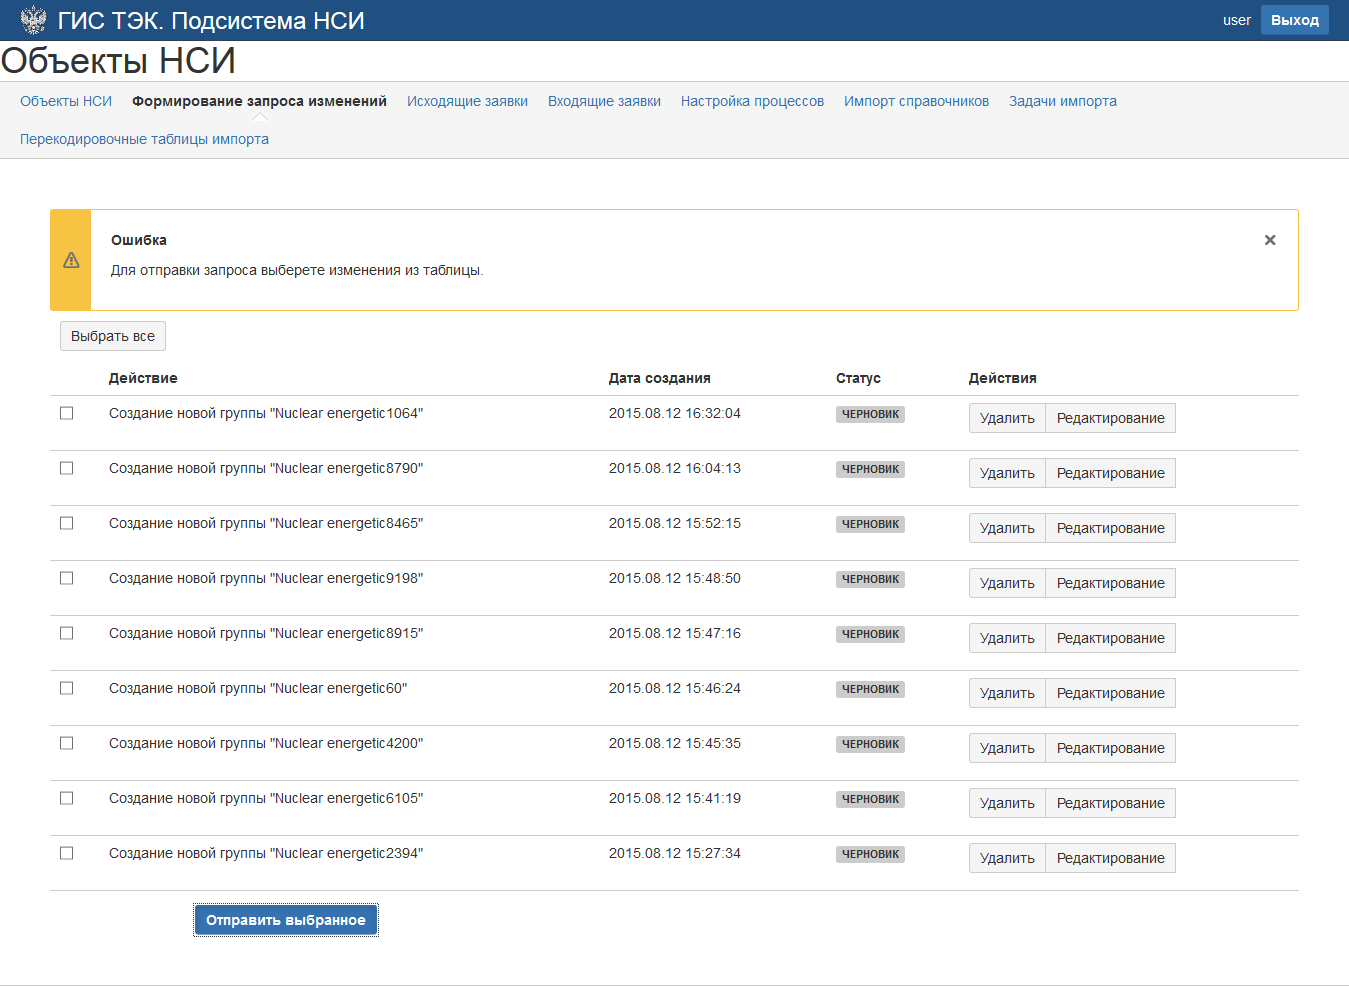 ГИС ТЭК. Подсистема НСИ
user
Выход
Объекты НСИ
Объекты НСИ Формирование запроса изменений Исходящие заявки Входящие заявки Настройка процессов Импорт справочников Задачи импорта
Перекодировочные таблицы импорта
Ошибка
Для отправки запроса выберете изменения из таблицы.
Выбрать все
Действие Дата создания Статус Действия
Создание новой группы "Nuclear energetic1064" 2015.08.12 16:32:04 ЧЕРНОВИК Удалить Редактирование
Создание новой группы "Nuclear energetic8790" 2015.08.12 16:04:13 ЧЕРНОВИК Удалить Редактирование
Создание новой группы "Nuclear energetic8465" 2015.08.12 15:52:15 ЧЕРНОВИК Удалить Редактирование
Создание новой группы "Nuclear energetic9198" 2015.08.12 15:48:50 ЧЕРНОВИК Удалить Редактирование
Создание новой группы "Nuclear energetic8915" 2015.08.12 15:47:16 ЧЕРНОВИК Удалить Редактирование
Создание новой группы "Nuclear energetic60" 2015.08.12 15:46:24 ЧЕРНОВИК Удалить Редактирование
Создание новой группы "Nuclear energetic4200" 2015.08.12 15:45:35 ЧЕРНОВИК Удалить Редактирование
Создание новой группы "Nuclear energetic6105" 2015.08.12 15:41:19 ЧЕРНОВИК Удалить Редактирование
Создание новой группы "Nuclear energetic2394" 2015.08.12 15:27:34 ЧЕРНОВИК Удалить Редактирование
Отправить выбранное